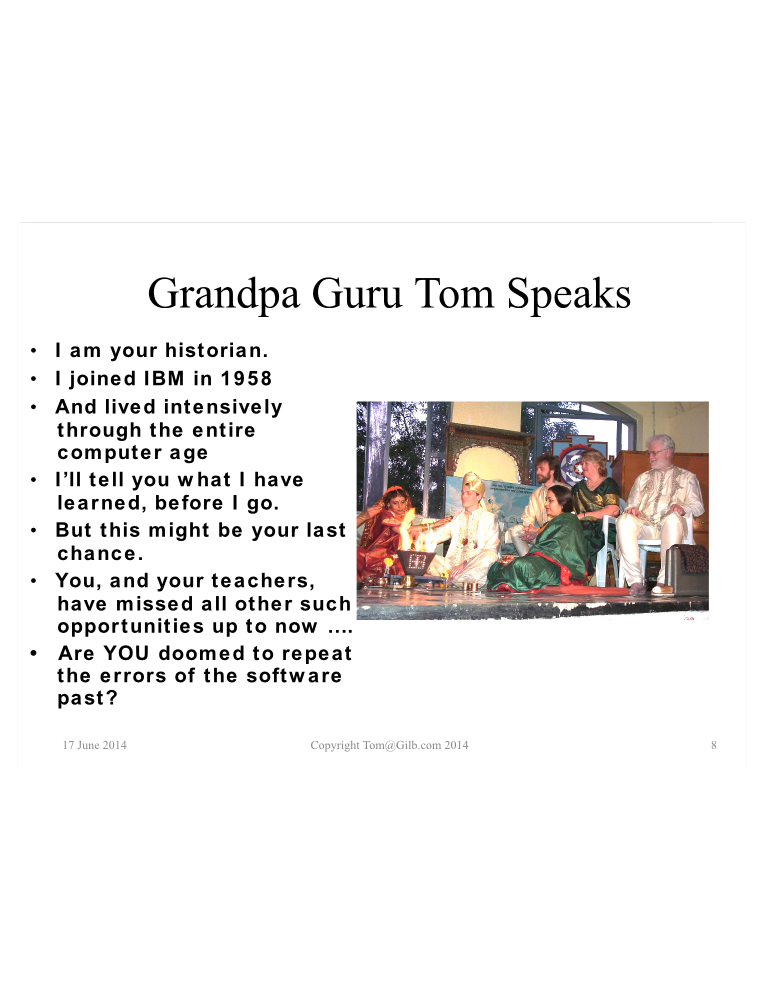 Grandpa Guru Tom Speaks
• I am your historian.
• I joined IBM in 1958
• And lived intensively
through the entire
computer age
• I’ll tell you what I have
learned, before I go.
• But this might be your last
chance.
• You, and your teachers,
have missed all other such
opportunities up to now ….
• Are YOU doomed to repeat
the errors of the software
past?
17 June 2014
Copyright Tom@Gilb.com 2014
8